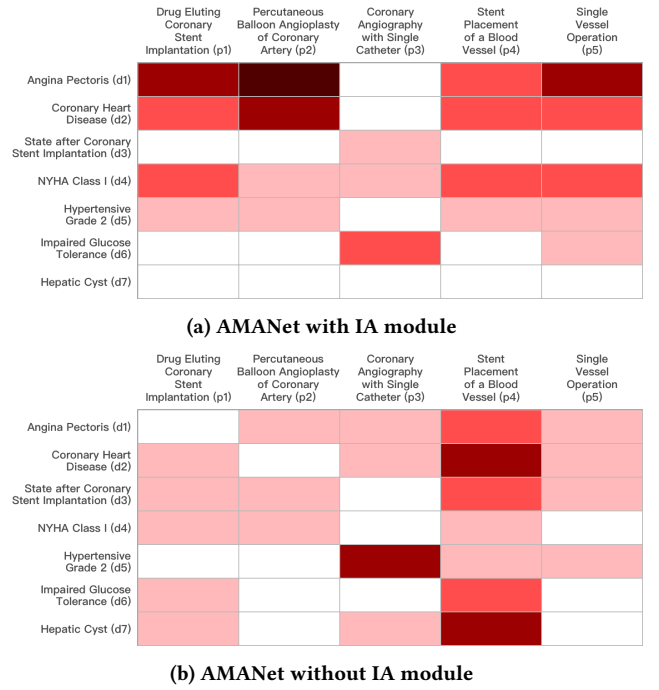 Drug Eluting
Coronary
Stent
Implantation (p1)
Percutaneous
Balloon Angioplasty
of Coronary
Artery (p2)
Coronary
Angiography
with Single
Catheter (p3)
Stent
Placement
of a Blood
Vessel (p4)
Single
Vessel
Operation
(p5)
Angina Pectoris (d1)
Coronary Heart
Disease (d2)
State after Coronary
Stent Implantation (d3)
NYHA Class I (d4)
Hypertensive
Grade 2 (d5)
Impaired Glucose
Tolerance (d6)
Hepatic Cyst (d7)
(a) AMANet with IA module
Drug Eluting
Coronary
Stent
Implantation (p1)
Percutaneous
Balloon Angioplasty
of Coronary
Artery (p2)
Coronary
Angiography
with Single
Catheter (p3)
Stent
Placement
of a Blood
Vessel (p4)
Single
Vessel
Operation
(p5)
Angina Pectoris (d1)
Coronary Heart
Disease (d2)
State after Coronary
Stent Implantation (d3)
NYHA Class I (d4)
Hypertensive
Grade 2 (d5)
Impaired Glucose
Tolerance (d6)
Hepatic Cyst (d7)
(b) AMANet without IA module